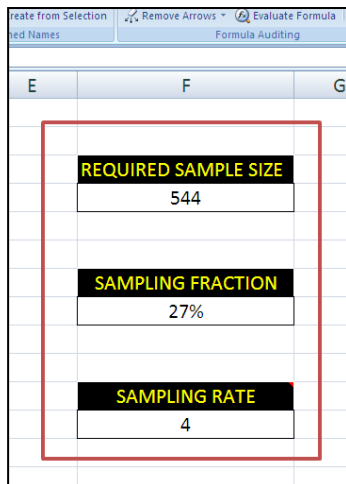 reate from Selection Remove Arrows Evaluate Formula
ned Names Formula Auditing
E F G
REQUIRED SAMPLE SIZE
544
SAMPLING FRACTION
27%
SAMPLING RATE
4